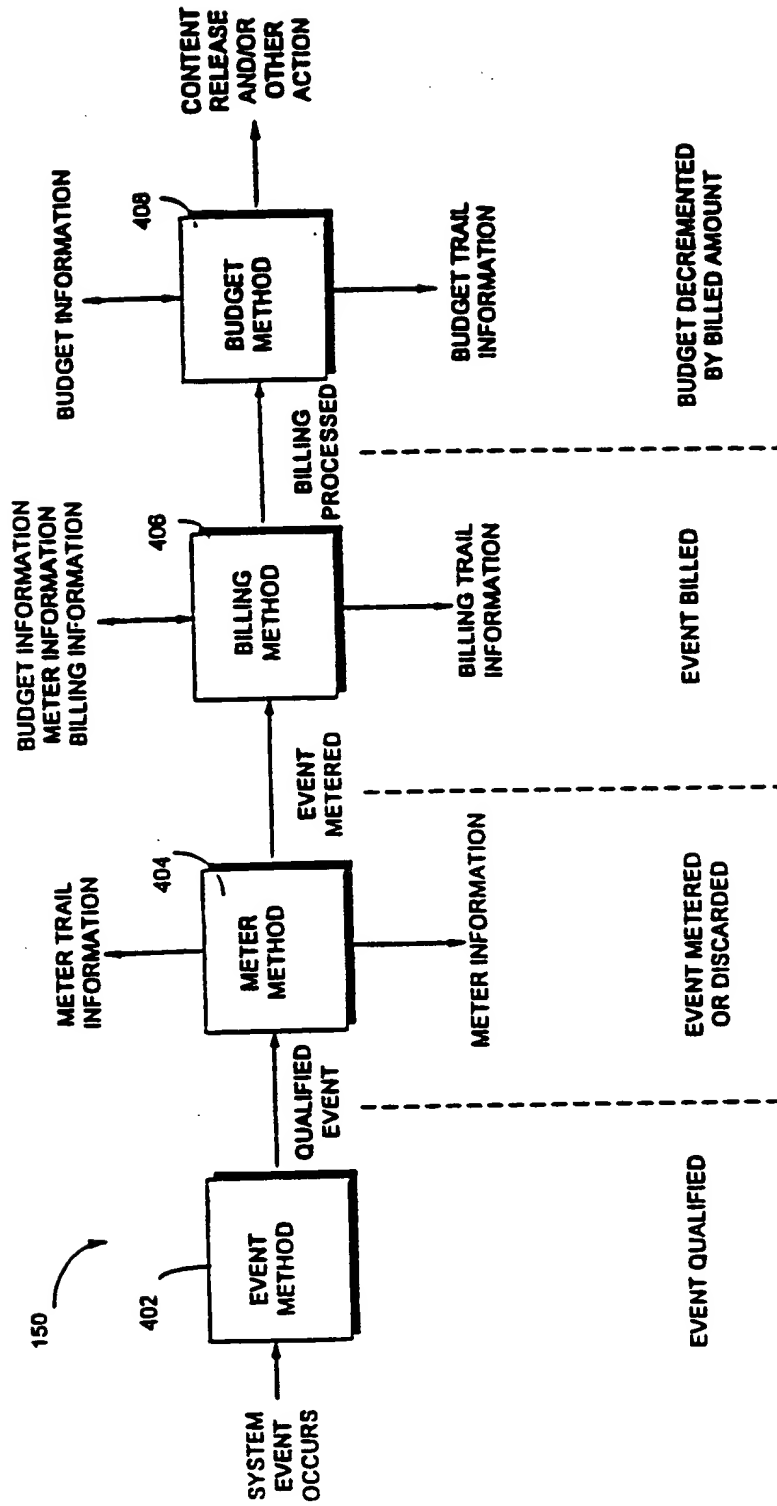 150
SYSTEM
EVENT
OCCURS
402
EVENT
METHOD
EVENT QUALIFIED
QUALIFIED
EVENT
METER TRAIL
INFORMATION
404
METER
METHOD
METER INFORMATION
EVENT METERED
OR DISCARDED
EVENT
METERED
BUDGET INFORMATION
METER INFORMATION
BILLING INFORMATION
406
BILLING
METHOD
BILLING TRAIL
INFORMATION
EVENT BILLED
BILLING
PROCESSED
BUDGET INFORMATION
408
BUDGET
METHOD
BUDGET TRAIL
INFORMATION
BUDGET DECREMENTED
BY BILLED AMOUNT
CONTENT
RELEASE
AND/OR
OTHER
ACTION